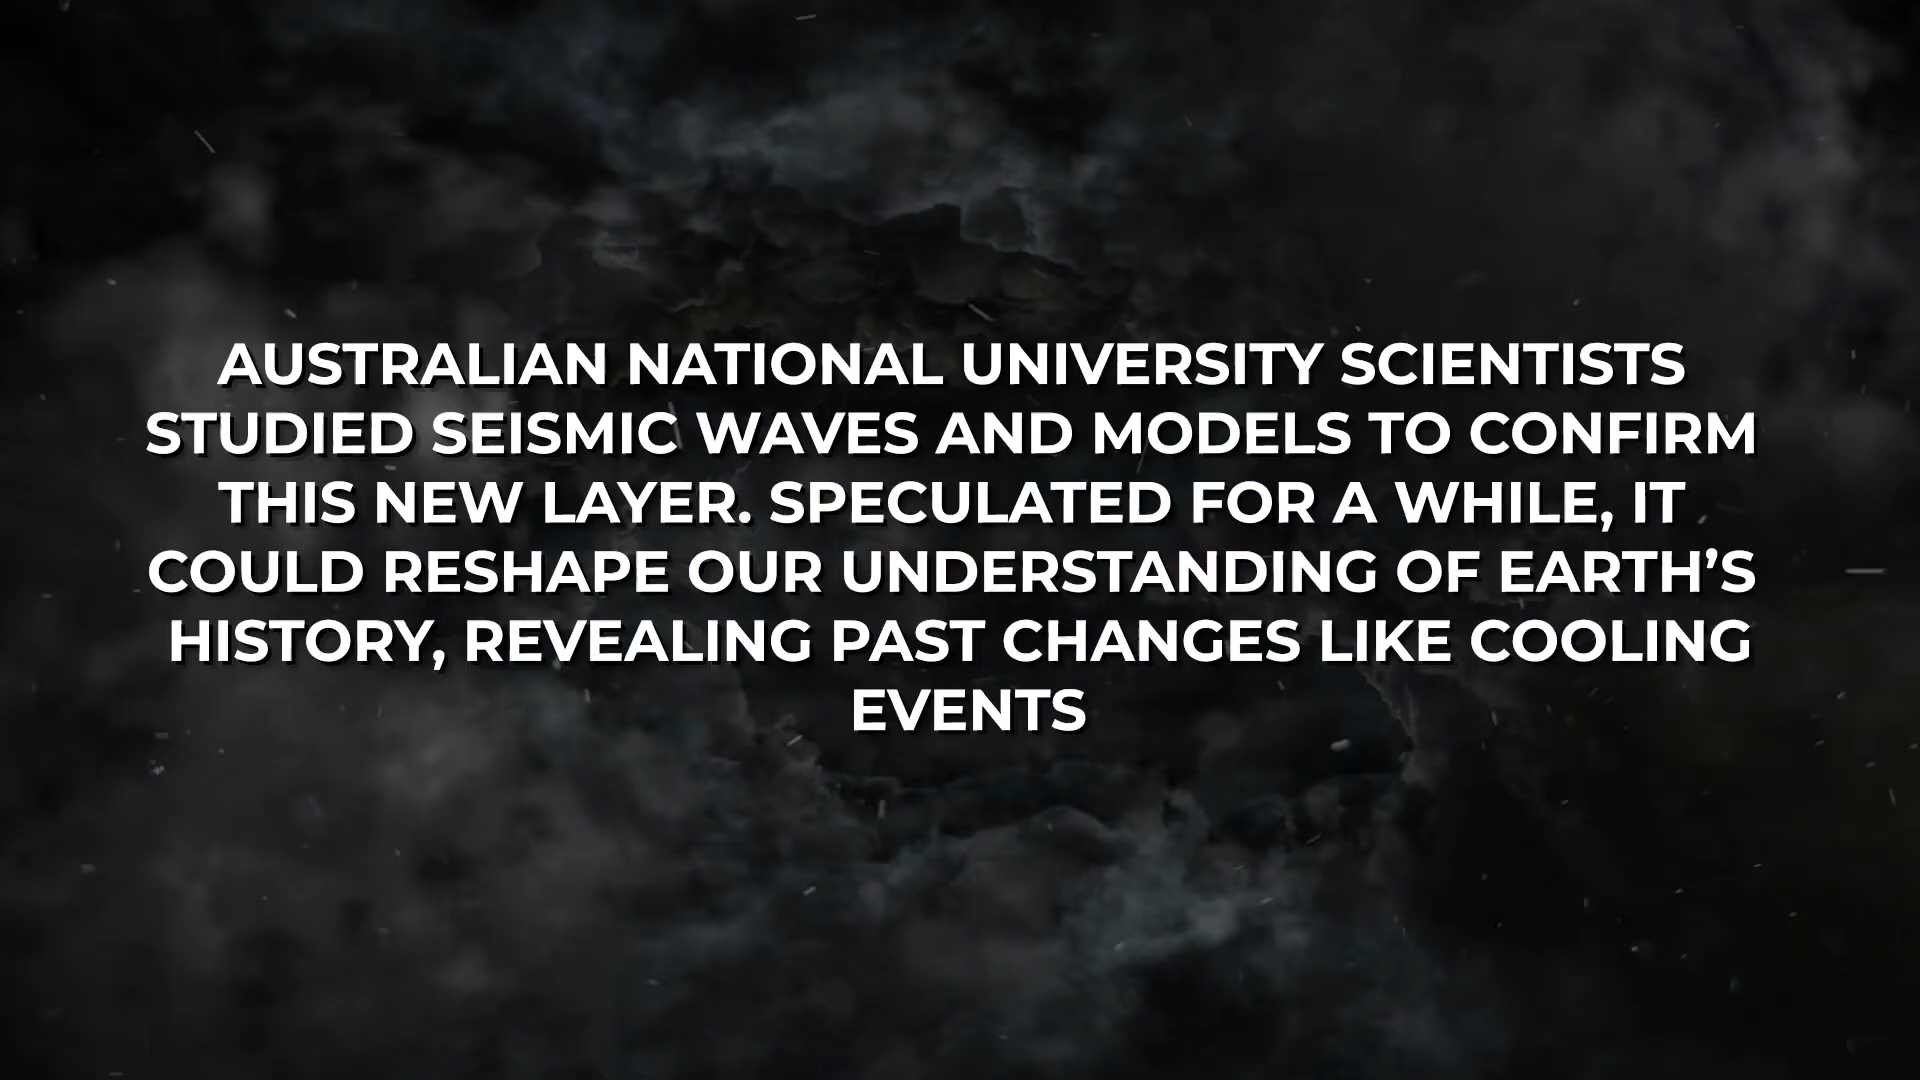 AUSTRALIAN NATIONAL UNIVERSITY SCIENTISTS
STUDIED SEISMIC WAVES AND MODELS TO CONFIRM
THIS NEW LAYER. SPECULATED FOR A WHILE, IT
COULD RESHAPE OUR UNDERSTANDING OF EARTH’S
HISTORY, REVEALING PAST CHANGES LIKE COOLING
EVENTS